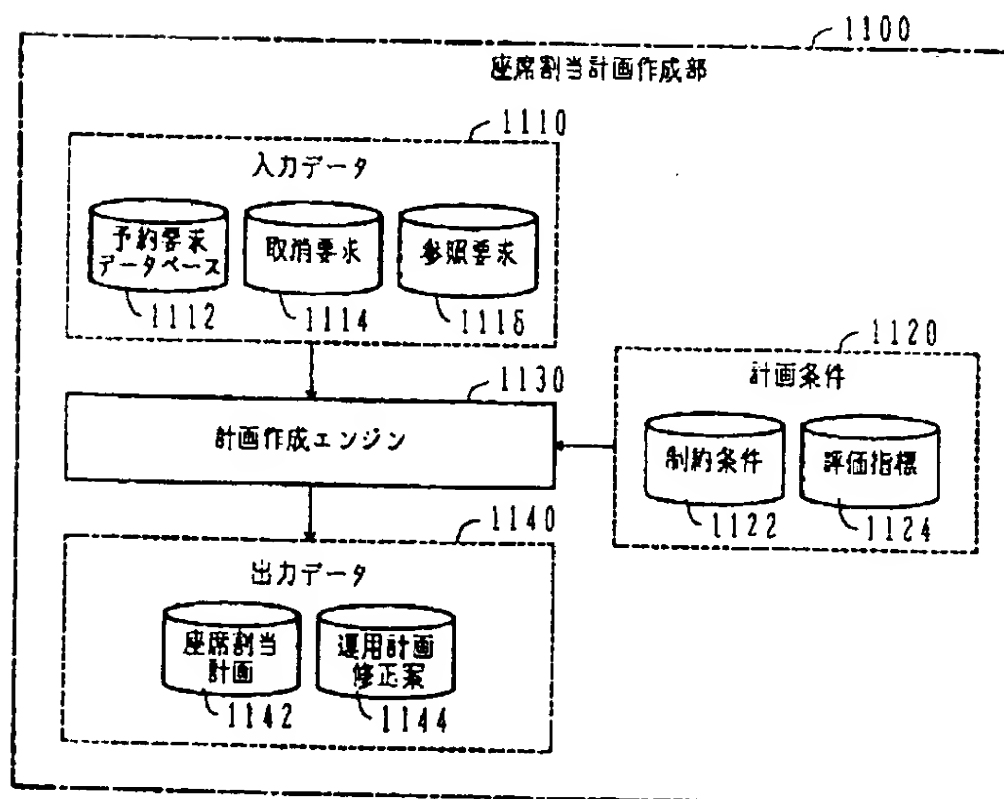 1100
座席割当計画作成部
1110
入力データ
予約要求
データベース
取消要求
参照要求
1112
1114
1116
1120
計画条件
制約条件
評価指標
1122
1124
1130
計画作成エンジン
1140
出力データ
座席割当
計画
運用計画
修正案
1142
1144